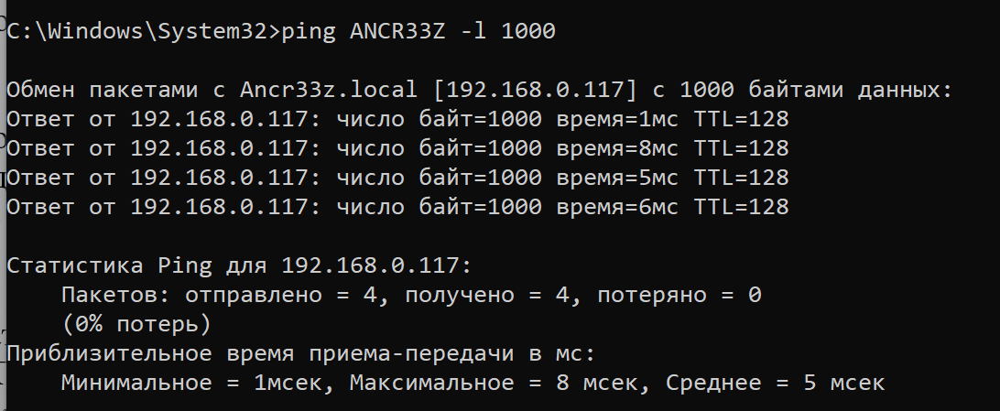 C:\Windows\System32>ping ANCR33Z -l 1000
Обмен пакетами с Ancr33z.local [192.168.0.117] с 1000 байтами данных:
Ответ от 192.168.0.117: число байт=1000 время=1мс TTL=128
Ответ от 192.168.0.117: число байт=1000 время=8мс TTL=128
Ответ от 192.168.0.117: число байт=1000 время=5мс TTL=128
Ответ от 192.168.0.117: число байт=1000 время=6мс TTL=128
Статистика Ping для 192.168.0.117:
Пакетов: отправлено = 4, получено = 4, потеряно = 0
(0% потерь)
Приблизительное время приема-передачи в мс:
Минимальное = 1мсек, Максимальное = 8 мсек, Среднее = 5 мсек